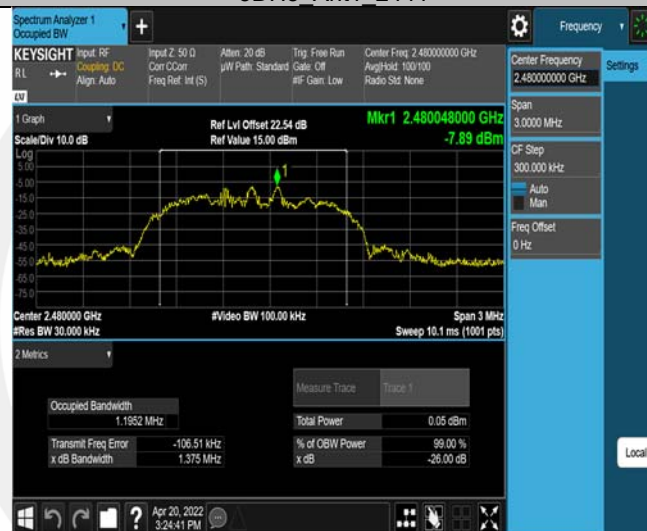 Spectrum Analyzer 1
Occupied BW
Frequency
KEYSIGHT
RL
Input: RF
Coupling: DC
Align: Auto
Input Z: 50 Ω
Corr CCorr
Freq Ref: Int (S)
Atten: 20 dB
µW Path: Standard
Trig: Free Run
Gate: Off
#IF Gain: Low
Center Freq: 2.480000000 GHz
Avg|Hold: 100/100
Radio Std: None
LW
Center Frequency
2.480000000 GHz
Settings
Span
3.0000 MHz
CF Step
300.000 kHz
Auto
Man
Freq Offset
0 Hz
1 Graph
Scale/Div 10.0 dB
Ref Lvl Offset 22.54 dB
Ref Value 15.00 dBm
Mkr1 2.480048000 GHz
-7.89 dBm
Log
5.00
-5.00
-15.0
-25.0
-35.0
-45.0
-55.0
-65.0
-75.0
1
Center 2.480000 GHz
#Res BW 30.000 kHz
#Video BW 100.00 kHz
Span 3 MHz
Sweep 10.1 ms (1001 pts)
2 Metrics
Measure Trace
Trace 1
Occupied Bandwidth
1.1952 MHz
Total Power
0.05 dBm
Transmit Freq Error
-106.51 kHz
% of OBW Power
99.00 %
x dB Bandwidth
1.375 MHz
x dB
-26.00 dB
Local
Apr 20, 2022
3:24:41 PM